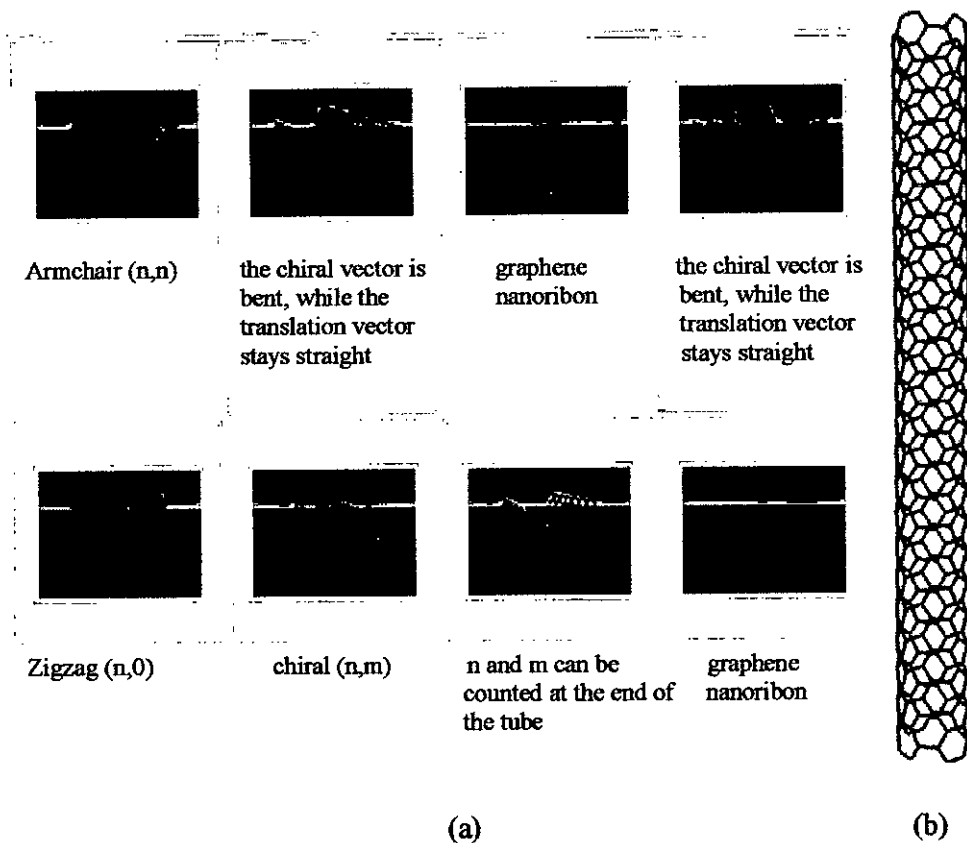 Armchair (n,n)
the chiral vector is
bent, while the
translation vector
stays straight
graphene
nanoribon
the chiral vector is
bent, while the
translation vector
stays straight
Zigzag (n,0)
chiral (n,m)
n and m can be
counted at the end of
the tube
graphene
nanoribon
(a)
(b)